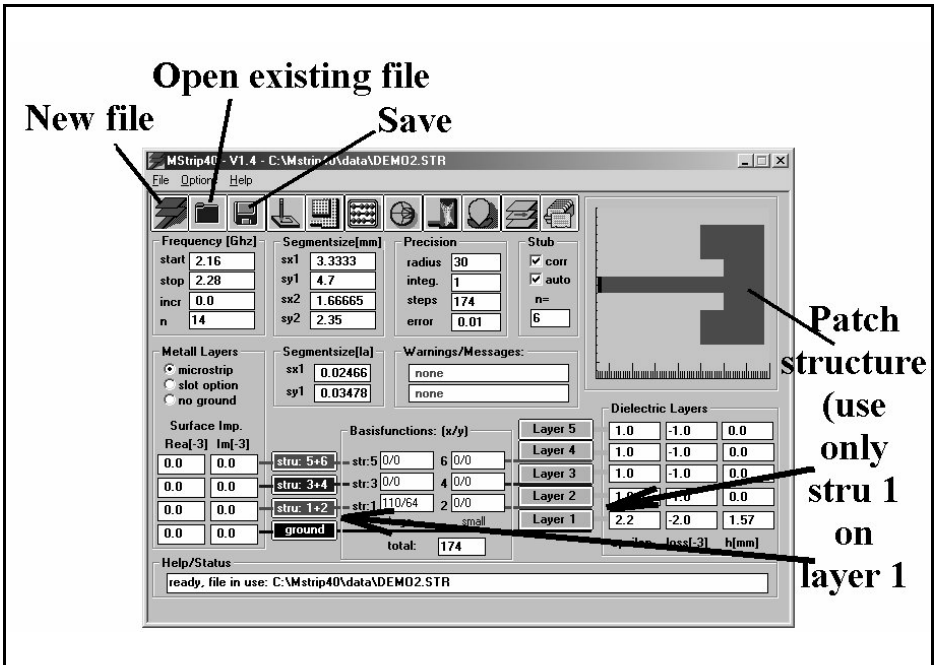 Open existing file
New file
Save
MStrip40 - V1.4 - C:\Mstrip40\data\DEMO2.STR
File Options Help
Frequency [Ghz]
start 2.16
stop 2.28
incr 0.0
n 14
Segmentsize[mm]
sx1 3.3333
sy1 4.7
sx2 1.66665
sy2 2.35
Precision
radius 30
integ. 1
steps 174
error 0.01
Stub
corr
auto
n=
6
Patch
structure
(use
only
stru 1
on
layer 1
Metall Layers
microstrip
slot option
no ground
Segmentsize[la]
sx1 0.02466
sy1 0.03478
Warnings/Messages:
none
none
Surface Imp.
Rea[-3] Im[-3]
0.0 0.0 stru: 5+6
0.0 0.0 stru: 3+4
0.0 0.0 stru: 1+2
0.0 0.0 ground
Basisfunctions: (x/y)
str:5 0/0 6 0/0
str:3 0/0 4 0/0
str:1 110/64 2 0/0
small
total: 174
Layer 5
Layer 4
Layer 3
Layer 2
Layer 1
Dielectric Layers
1.0 -1.0 0.0
1.0 -1.0 0.0
1.0 -1.0 0.0
0.0
2.2 -2.0 1.57
loss[-3] h[mm]
Help/Status
ready, file in use: C:\Mstrip40\data\DEMO2.STR